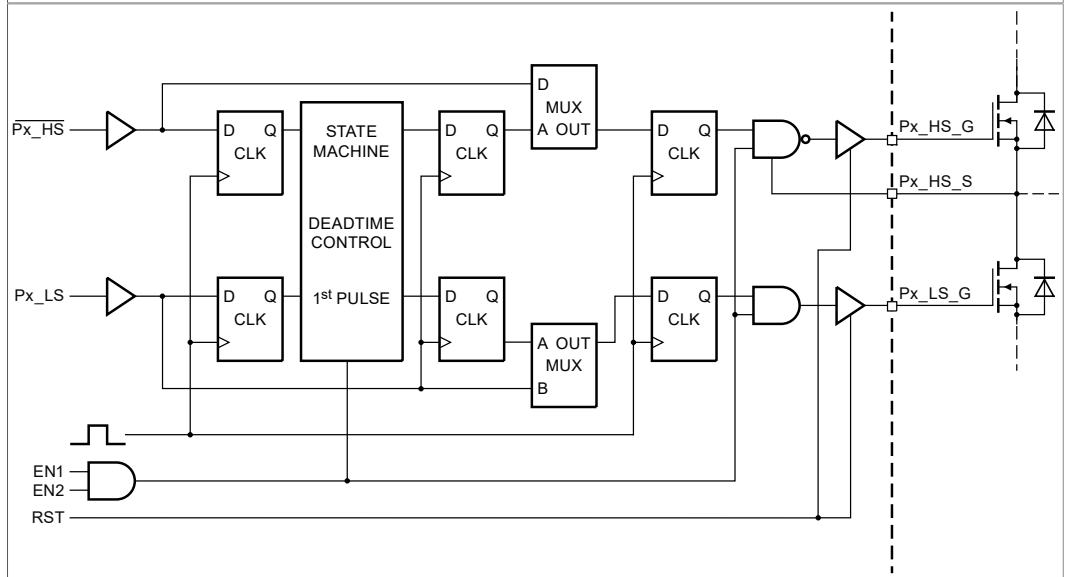 D
MUX
A OUT
Px_HS
D Q
CLK
STATE
MACHINE
D Q
CLK
D Q
CLK
Px_HS_G
Px_HS_S
DEADTIME
CONTROL
Px_LS
D Q
CLK
1st PULSE
D Q
CLK
D Q
CLK
Px_LS_G
A OUT
MUX
B
EN1
EN2
RST